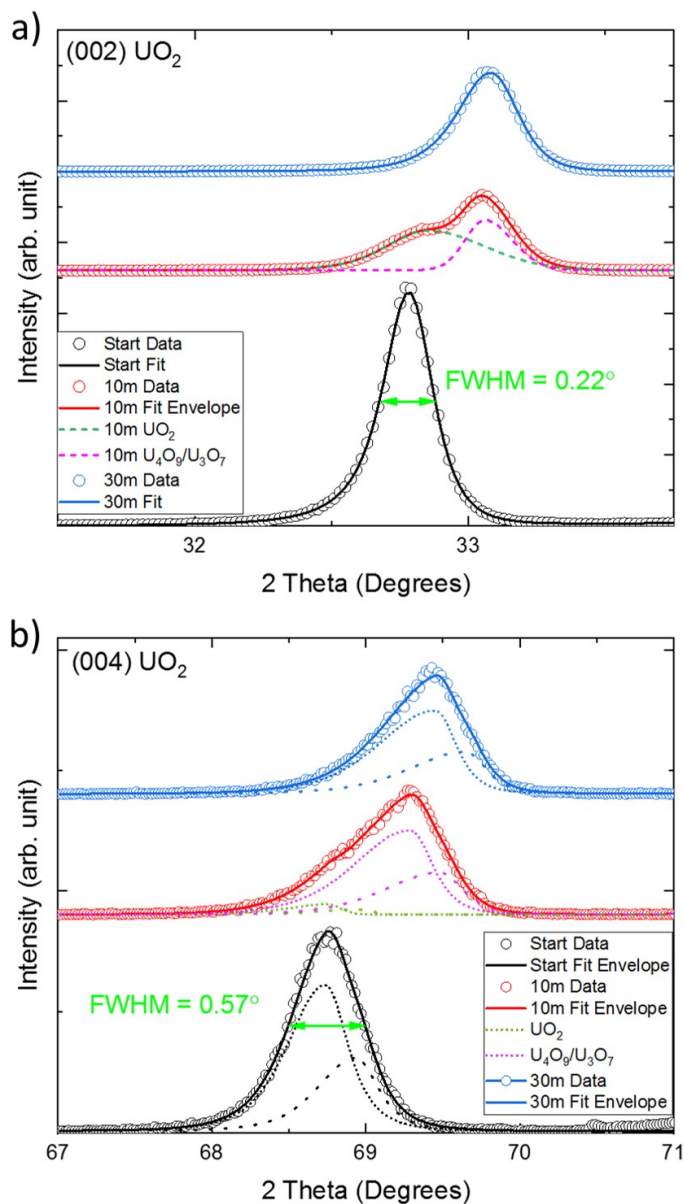 a)
(002) UO₂
Intensity (arb. unit)
FWHM = 0.22°
Start Data
Start Fit
10m Data
10m Fit Envelope
10m UO₂
10m U₄O₉/U₃O₇
30m Data
30m Fit
32
33
2 Theta (Degrees)
b)
(004) UO₂
Intensity (arb. unit)
FWHM = 0.57°
Start Data
Start Fit Envelope
10m Data
10m Fit Envelope
UO₂
U₄O₉/U₃O₇
30m Data
30m Fit Envelope
67
68
69
70
71
2 Theta (Degrees)